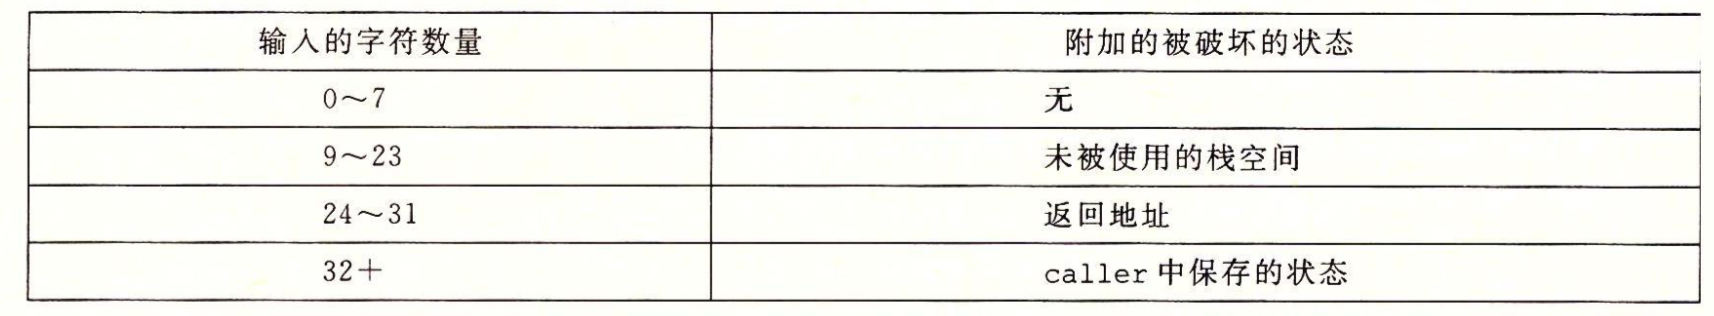 输入的字符数量 附加的被破坏的状态
0～7 无
9～23 未被使用的栈空间
24～31 返回地址
32＋ caller 中保存的状态